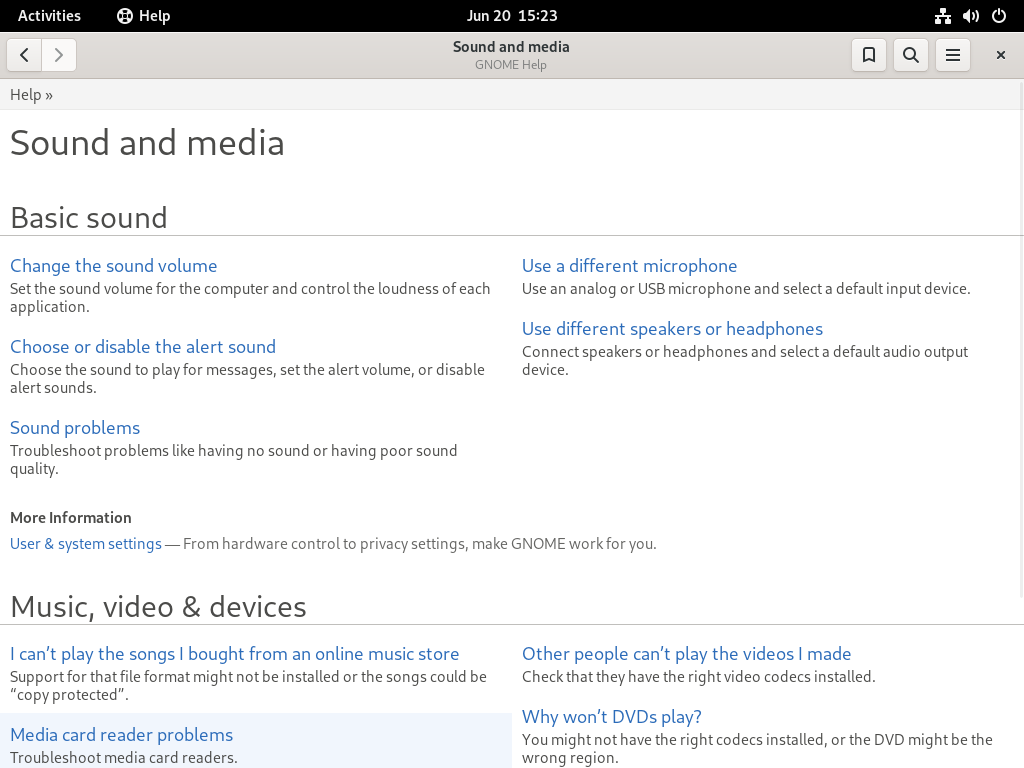 Activities Help Jun 20 15:23
Sound and media
GNOME Help
Help »
Sound and media
Basic sound
Change the sound volume
Set the sound volume for the computer and control the loudness of each
application.
Choose or disable the alert sound
Choose the sound to play for messages, set the alert volume, or disable
alert sounds.
Sound problems
Troubleshoot problems like having no sound or having poor sound
quality.
Use a different microphone
Use an analog or USB microphone and select a default input device.
Use different speakers or headphones
Connect speakers or headphones and select a default audio output
device.
More Information
User & system settings — From hardware control to privacy settings, make GNOME work for you.
Music, video & devices
I can’t play the songs I bought from an online music store
Support for that file format might not be installed or the songs could be
“copy protected”.
Media card reader problems
Troubleshoot media card readers.
Other people can’t play the videos I made
Check that they have the right video codecs installed.
Why won’t DVDs play?
You might not have the right codecs installed, or the DVD might be the
wrong region.